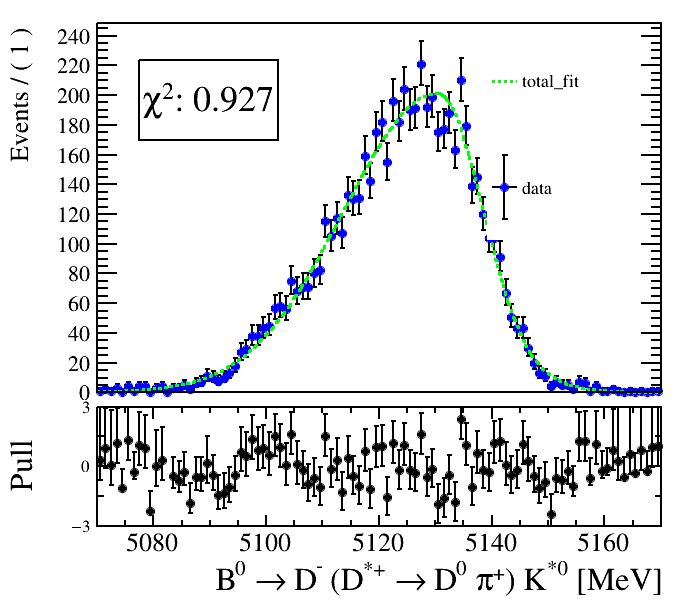 Events / ( 1 )
240
220
200
180
160
140
120
100
80
60
40
20
0
χ²: 0.927
total_fit
data
Pull
3
0
−3
5080 5100 5120 5140 5160
B⁰ → D⁻ (D*⁺ → D⁰ π⁺) K*⁰ [MeV]